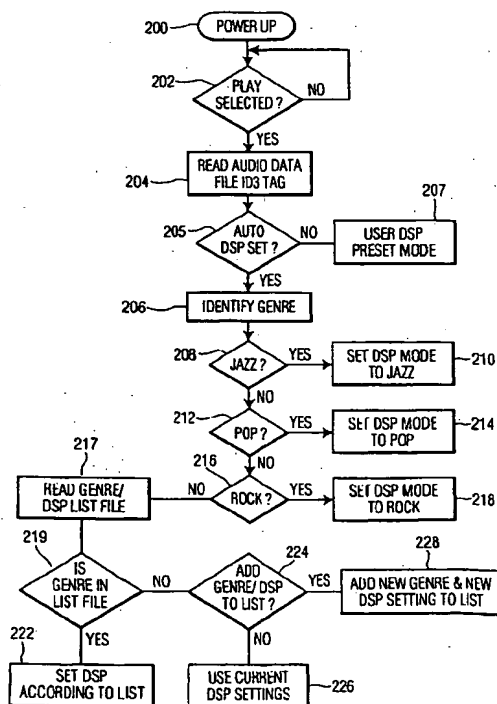 200
POWER UP
202
PLAY
SELECTED ?
NO
YES
204
READ AUDIO DATA
FILE ID3 TAG
205
AUTO
DSP SET ?
NO
207
USER DSP
PRESET MODE
YES
206
IDENTIFY GENRE
208
JAZZ ?
YES
SET DSP MODE
TO JAZZ
210
NO
212
POP ?
YES
SET DSP MODE
TO POP
214
NO
216
ROCK ?
YES
SET DSP MODE
TO ROCK
218
NO
217
READ GENRE/
DSP LIST FILE
219
IS
GENRE IN
LIST FILE
NO
224
ADD
GENRE/ DSP
TO LIST ?
YES
228
ADD NEW GENRE & NEW
DSP SETTING TO LIST
YES
222
SET DSP
ACCORDING TO LIST
NO
USE CURRENT
DSP SETTINGS
226